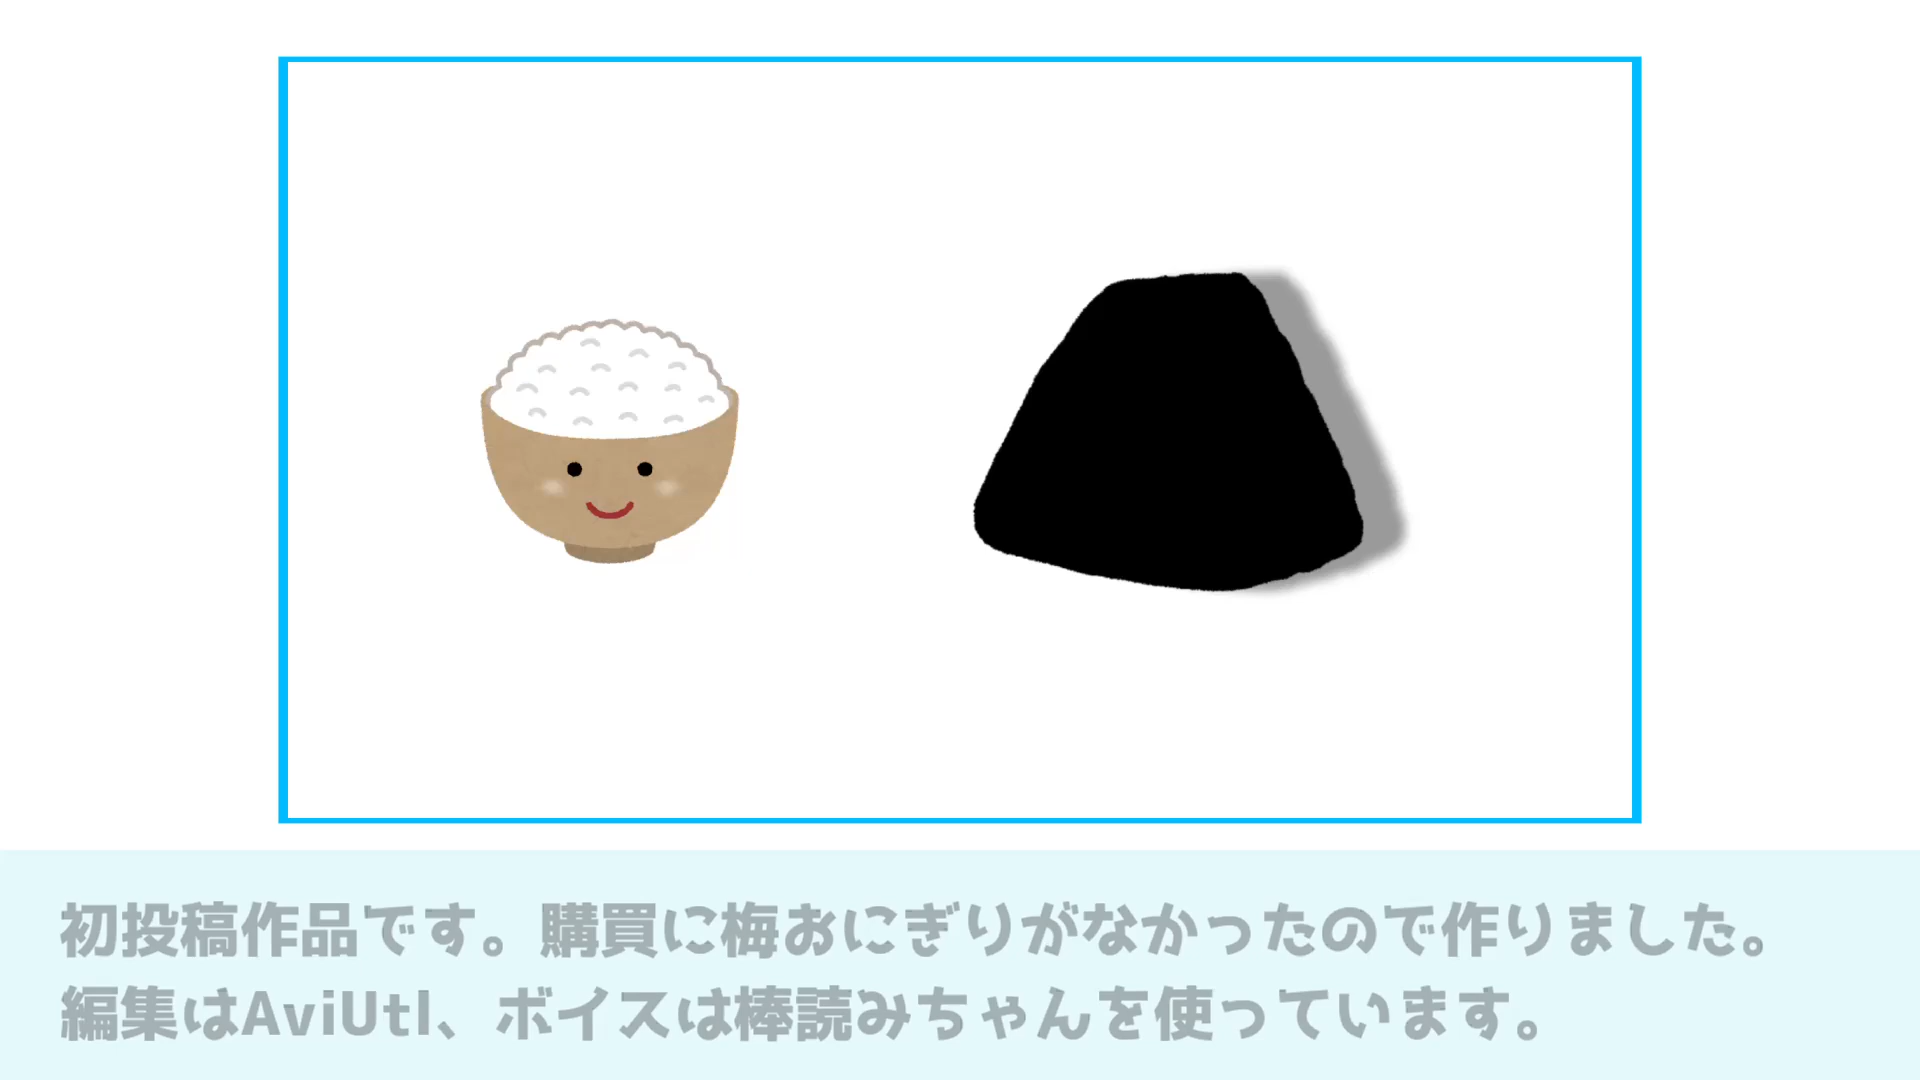 初投稿作品です。購買に梅おにぎりがなかったので作りました。
編集はAviUtl、ボイスは棒読みちゃんを使っています。